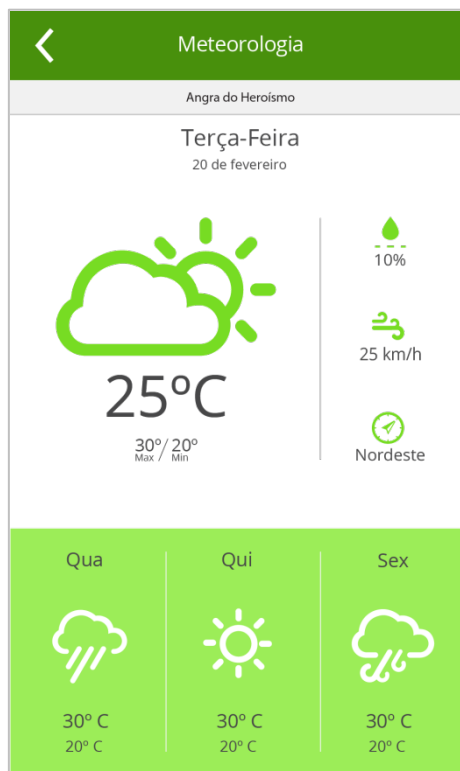 Meteorologia
Angra do Heroísmo
Terça-Feira
20 de fevereiro
10%
25 km/h
Nordeste
25ºC
30º/20º
Max Min
Qua Qui Sex
30º C 30º C 30º C
20º C 20º C 20º C